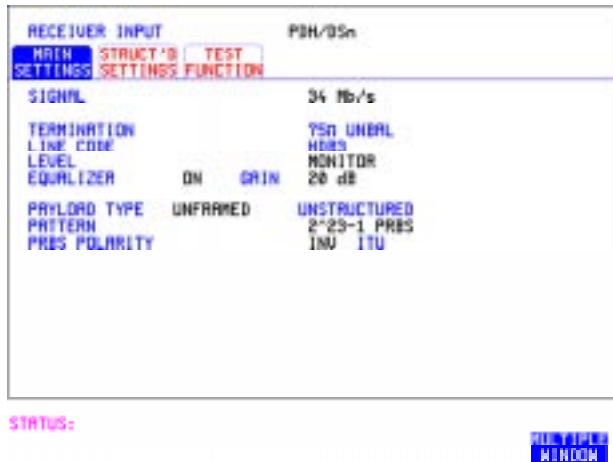 RECEIVER INPUT PDH/DSn
MAIN SETTINGS STRUCT'D SETTINGS TEST FUNCTION
SIGNAL 34 Mb/s
TERMINATION 75Ω UNBAL
LINE CODE HDB3
LEVEL MONITOR
EQUALIZER ON GAIN 20 dB
PAYLOAD TYPE UNFRAMED UNSTRUCTURED
PATTERN 2^23-1 PRBS
PRBS POLARITY INV ITU
STATUS:
MULTIPLE
WINDOW